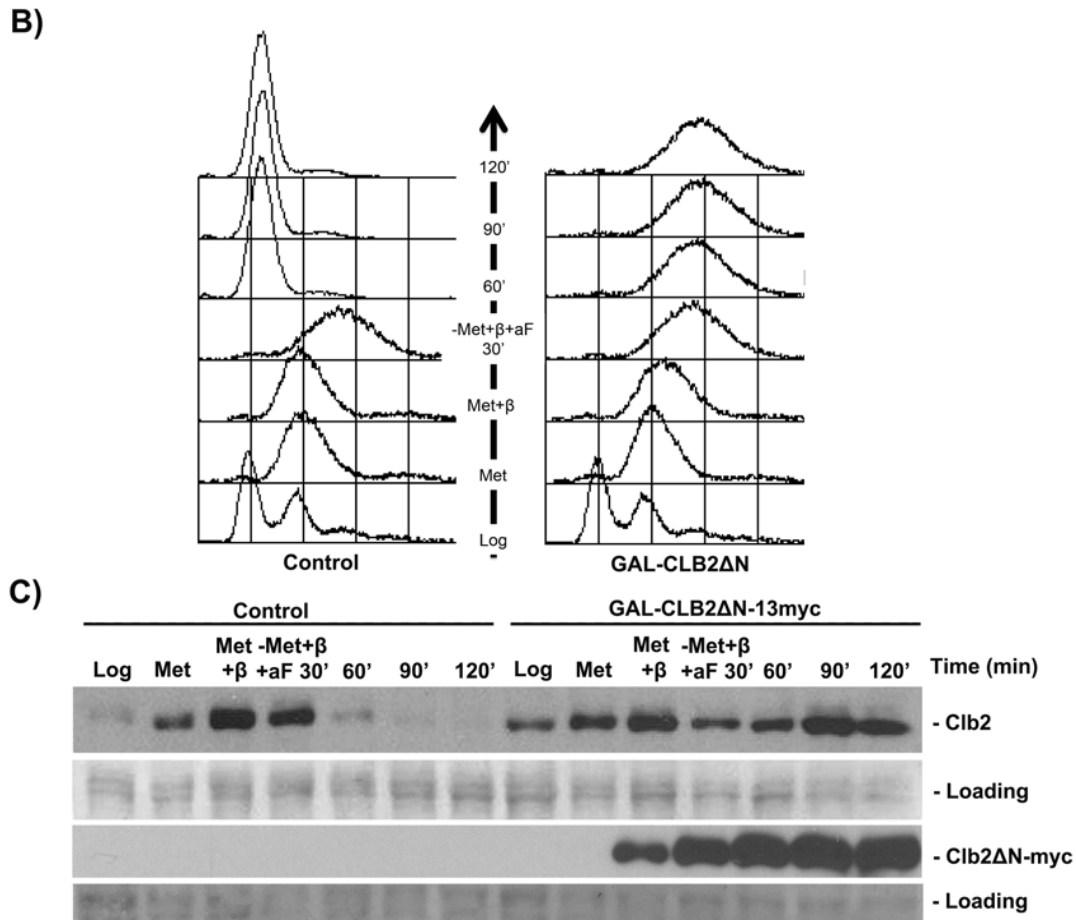 B)
120'
90'
60'
-Met+β+aF
30'
Met+β
Met
Log
Control
GAL-CLB2ΔN
C)
Control
GAL-CLB2ΔN-13myc
Met -Met+β
Met -Met+β
Log Met +β +aF 30' 60' 90' 120'
Log Met +β +aF 30' 60' 90' 120'
Time (min)
- Clb2
- Loading
- Clb2ΔN-myc
- Loading